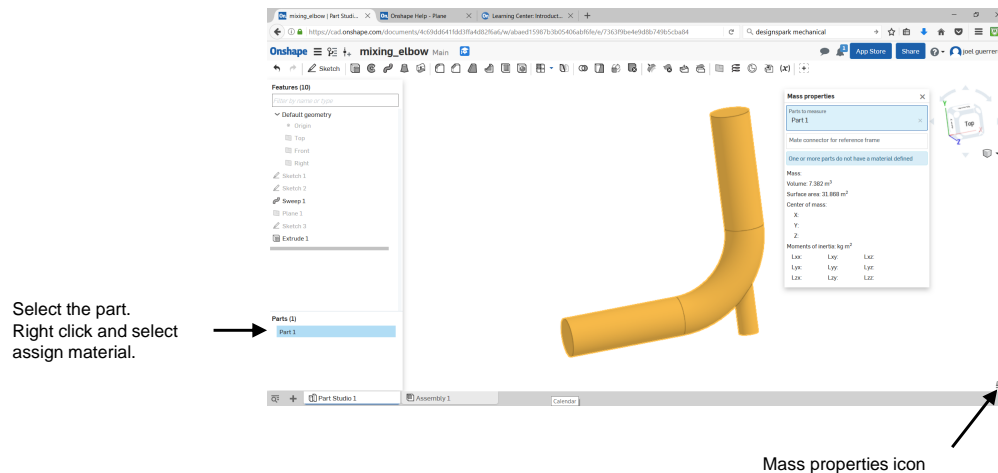 mixing_elbow | Part Studi...
Onshape Help - Plane
Learning Center: Introduct...
https://cad.onshape.com/documents/4c69dd641fdd3ffa4d82f6a6/w/abaed15987b3b05406abf6fe/e/7363f9be4e9d8b749b5cba84
designspark mechanical
Onshape
mixing_elbow Main
App Store
Share
joel guerrero
Sketch
Features (10)
Filter by name or type
Default geometry
Origin
Top
Front
Right
Sketch 1
Sketch 2
Sweep 1
Plane 1
Sketch 3
Extrude 1
Mass properties
Parts to measure
Part 1
Mate connector for reference frame
One or more parts do not have a material defined
Mass:
Volume: 7.382 m³
Surface area: 31.868 m²
Center of mass:
X:
Y:
Z:
Moments of inertia: kg m²
Lxx: Lxy: Lxz:
Lyx: Lyy: Lyz:
Lzx: Lzy: Lzz:
Y
Top
Z
Select the part.
Right click and select
assign material.
Parts (1)
Part 1
Part Studio 1
Assembly 1
Calendar
Mass properties icon